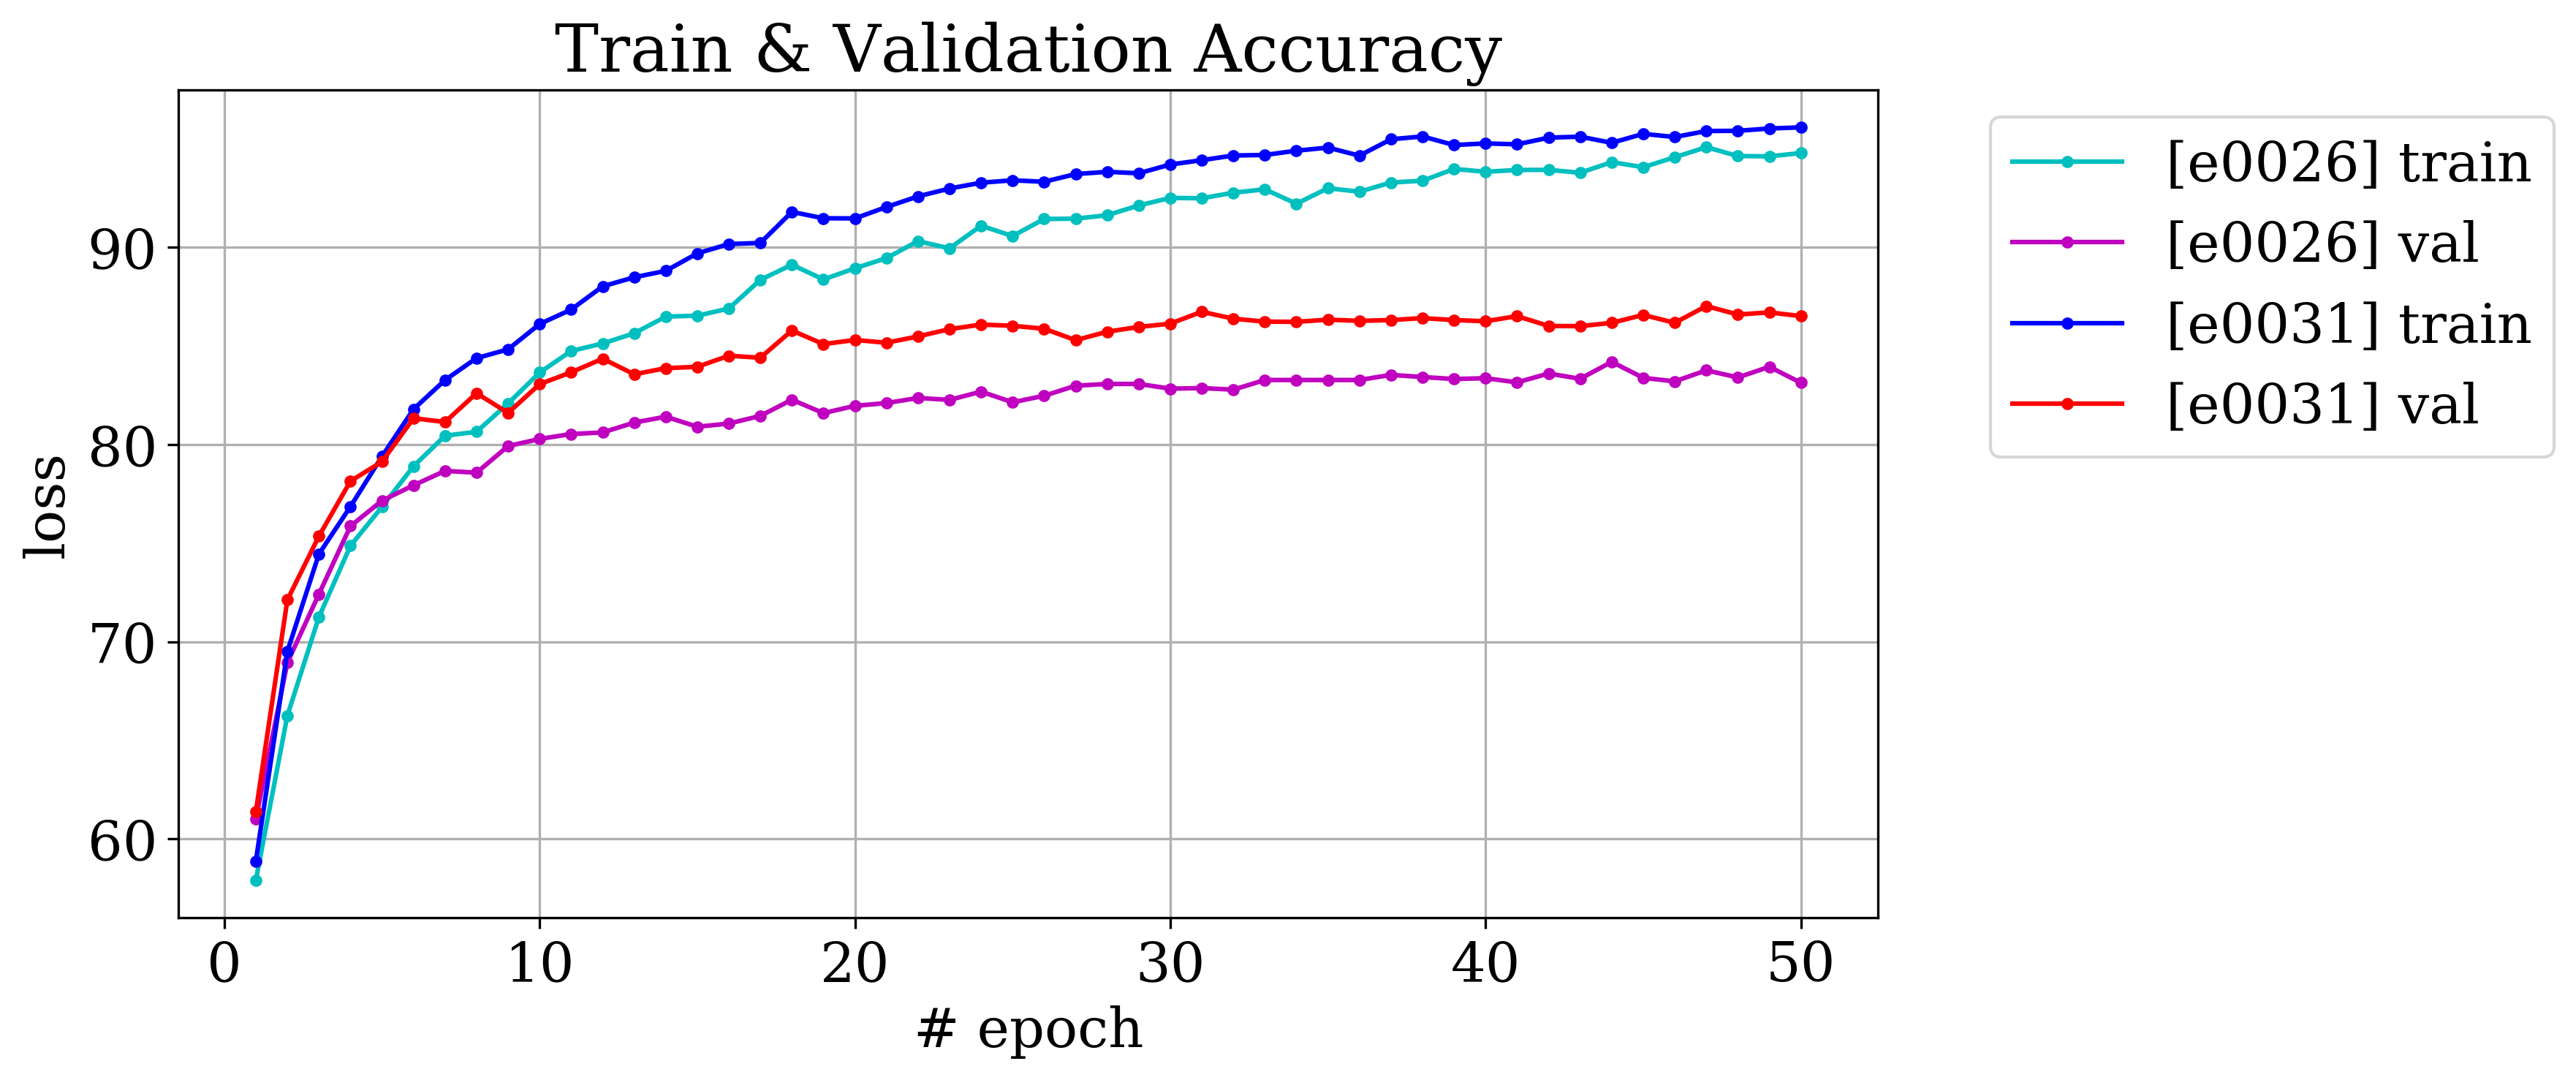 Train & Validation Accuracy
[e0026] train
[e0026] val
[e0031] train
[e0031] val
loss
90
80
70
60
0 10 20 30 40 50
# epoch